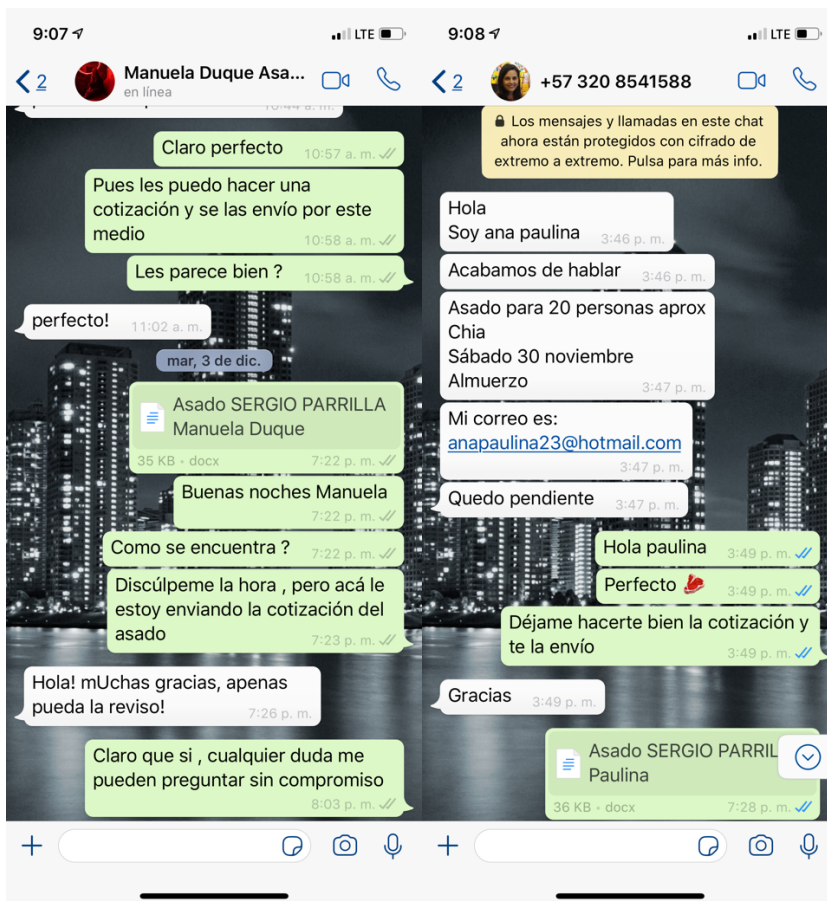 9:07
LTE
2
Manuela Duque Asa...
en línea
10:44 a. m.
Claro perfecto
10:57 a. m.
Pues les puedo hacer una
cotización y se las envío por este
medio
10:58 a. m.
Les parece bien ?
10:58 a. m.
perfecto!
11:02 a. m.
mar, 3 de dic.
Asado SERGIO PARRILLA
Manuela Duque
35 KB • docx
7:22 p. m.
Buenas noches Manuela
7:22 p. m.
Como se encuentra ?
7:22 p. m.
Discúlpeme la hora , pero acá le
estoy enviando la cotización del
asado
7:23 p. m.
Hola! mUchas gracias, apenas
pueda la reviso!
7:26 p. m.
Claro que si , cualquier duda me
pueden preguntar sin compromiso
8:03 p. m.
9:08
LTE
2
+57 320 8541588
Los mensajes y llamadas en este chat
ahora están protegidos con cifrado de
extremo a extremo. Pulsa para más info.
Hola
Soy ana paulina
3:46 p. m.
Acabamos de hablar
3:46 p. m.
Asado para 20 personas aprox
Chia
Sábado 30 noviembre
Almuerzo
3:47 p. m.
Mi correo es:
anapaulina23@hotmail.com
3:47 p. m.
Quedo pendiente
3:47 p. m.
Hola paulina
3:49 p. m.
Perfecto 🥩
3:49 p. m.
Déjame hacerte bien la cotización y
te la envío
3:49 p. m.
Gracias
3:49 p. m.
Asado SERGIO PARRIL
Paulina
36 KB • docx
7:28 p. m.